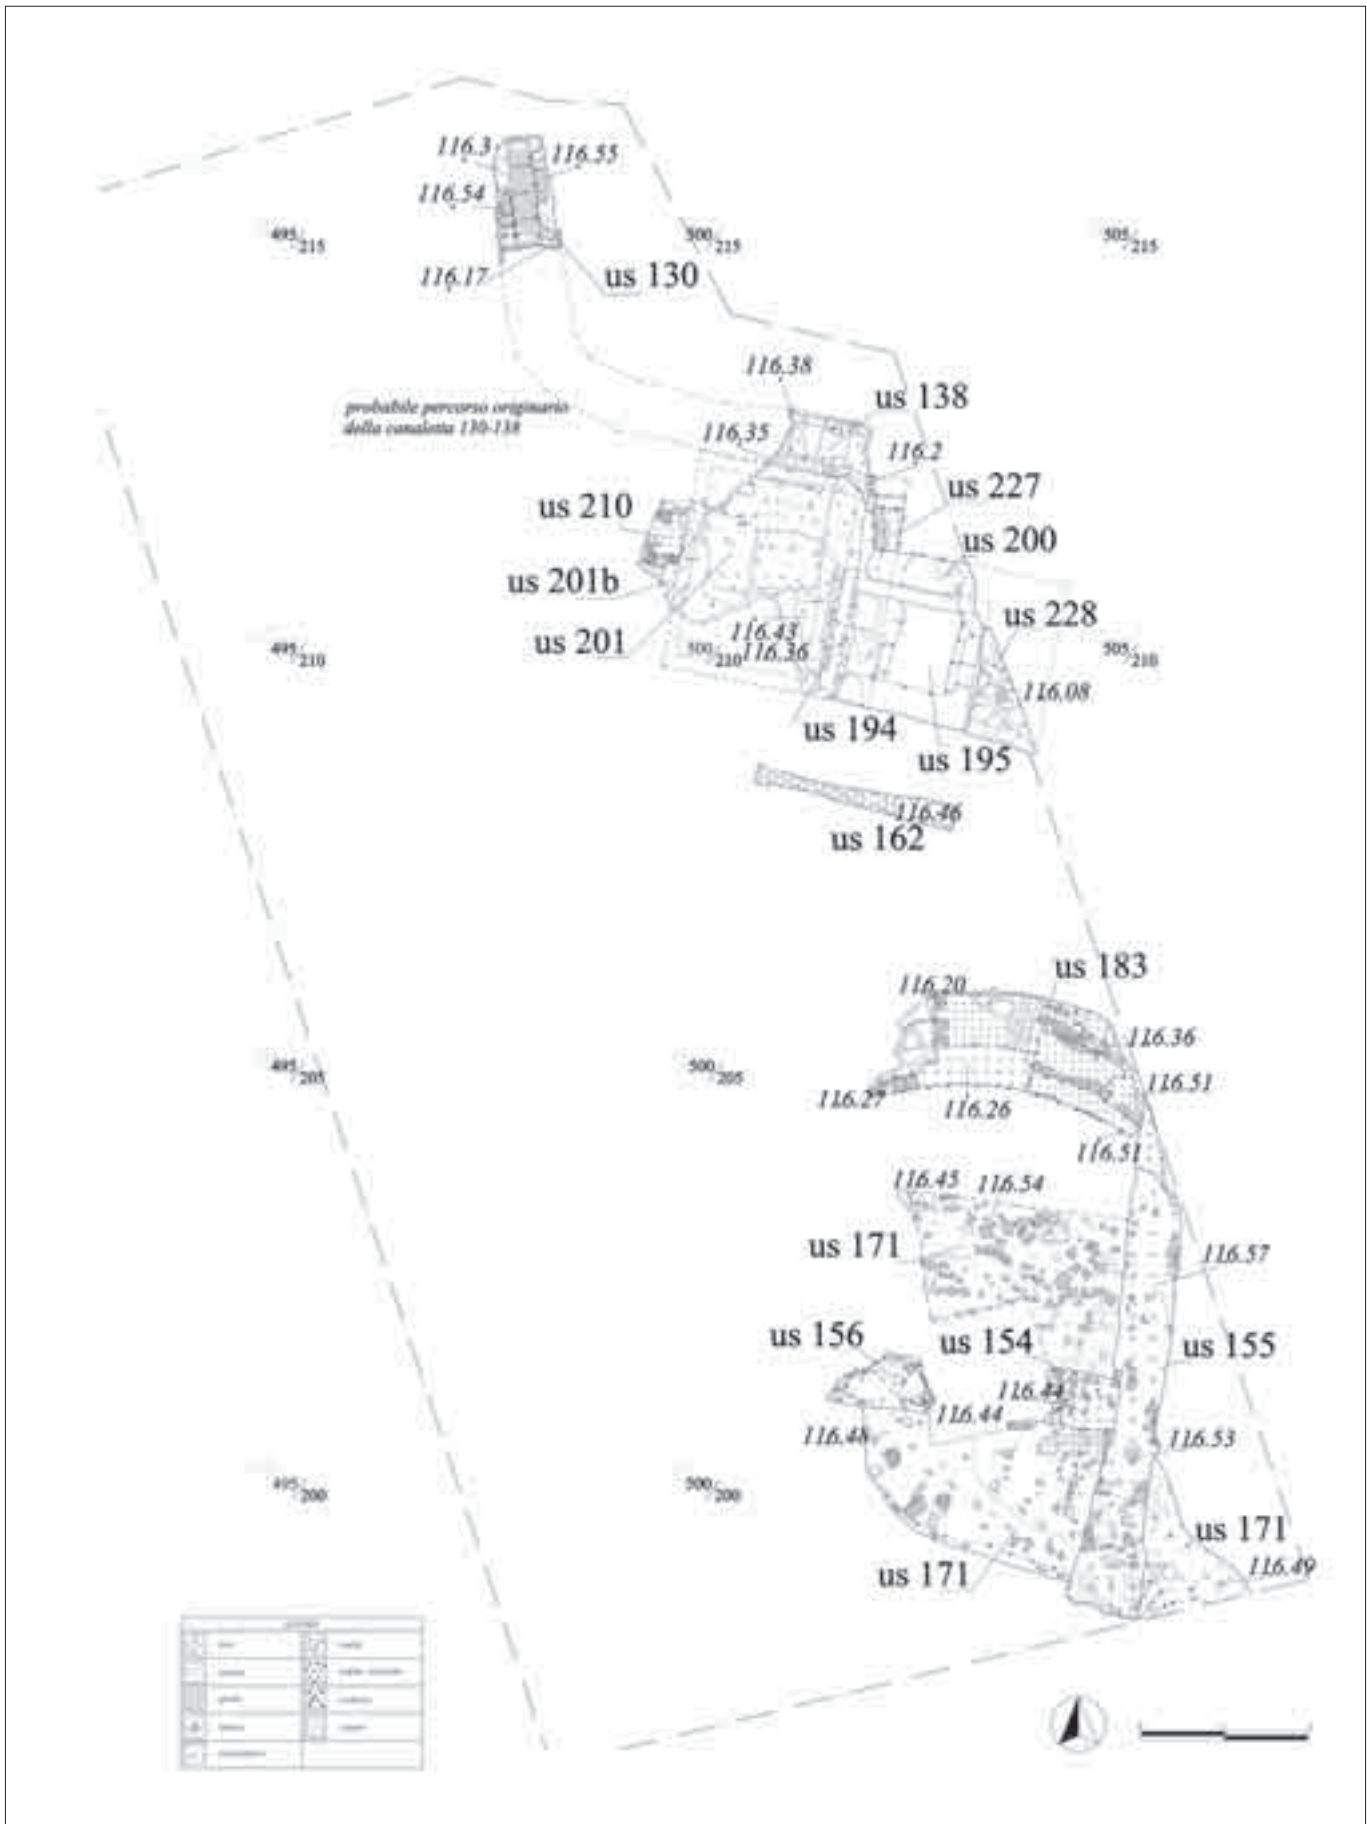 116.3
116.55
116.54
495/215
500/215
505/215
116.17
us 130
116.38
us 138
probabile percorso originario
della canaletta 130-138
116.35
116.2
us 227
us 210
us 200
us 201b
us 228
116.43
us 201
495/210
500/210
116.36
505/210
116.08
us 194
us 195
116.46
us 162
us 183
116.20
116.36
495/205
500/205
116.51
116.27
116.26
116.51
116.45
116.54
us 171
116.57
us 156
us 154
us 155
116.44
116.44
116.48
116.53
495/200
500/200
us 171
us 171
116.49